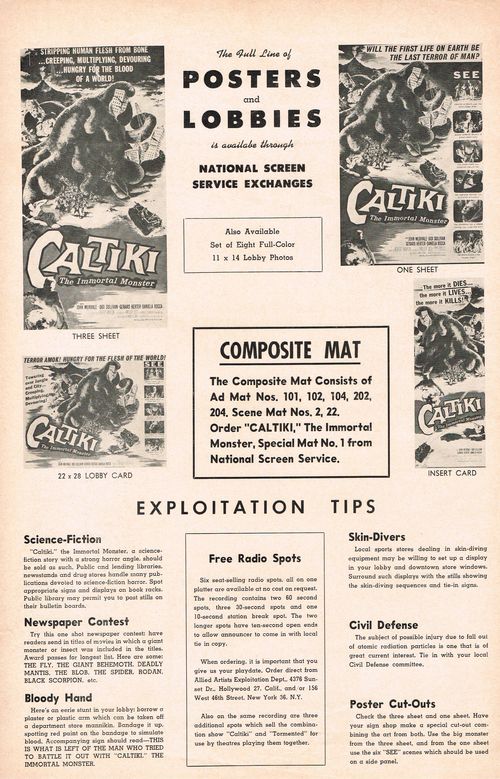 STRIPPING HUMAN FLESH FROM BONE
...CREEPING, MULTIPLYING, DEVOURING
...HUNGRY FOR THE BLOOD
OF A WORLD!
CALTIKI
The Immortal Monster
THREE SHEET
The Full Line of
POSTERS
and
LOBBIES
is availabe through
NATIONAL SCREEN
SERVICE EXCHANGES
Also Available
Set of Eight Full-Color
11 x 14 Lobby Photos
WILL THE FIRST LIFE ON EARTH BE
THE LAST TERROR OF MAN?
SEE
CALTIKI
The Immortal Monster
ONE SHEET
TERROR AMOK! HUNGRY FOR THE FLESH OF THE WORLD!
Towering
over Jungle
and City...
Creeping,
Multiplying,
Devouring!
SEE
CALTIKI
The Immortal Monster
22 x 28 LOBBY CARD
COMPOSITE MAT
The Composite Mat Consists of
Ad Mat Nos. 101, 102, 104, 202,
204. Scene Mat Nos. 2, 22.
Order "CALTIKI," The Immortal
Monster, Special Mat No. 1 from
National Screen Service.
...the more it DIES...
the more it LIVES...
the more it KILLS!
CALTIKI
The Immortal Monster
INSERT CARD
EXPLOITATION TIPS
Science-Fiction
"Caltiki," the Immortal Monster, a science-
fiction story with a strong horror angle, should
be sold as such. Public and lending libraries,
newsstands and drug stores handle many pub-
lications devoted to science-fiction horror. Spot
appropriate signs and displays on book racks.
Public library may permit you to post stills on
their bulletin boards.
Newspaper Contest
Try this one shot newspaper contest: have
readers send in titles of movies in which a giant
monster or insect was included in the titles.
Award passes for longest list. Here are some:
THE FLY, THE GIANT BEHEMOTH, DEADLY
MANTIS, THE BLOB, THE SPIDER, RODAN,
BLACK SCORPION, etc.
Bloody Hand
Here's an eerie stunt in your lobby: borrow a
plaster or plastic arm which can be taken off
a department store mannikin. Bandage it up,
spotting red paint on the bandage to simulate
blood. Accompanying sign should read—THIS
IS WHAT IS LEFT OF THE MAN WHO TRIED
TO BATTLE IT OUT WITH "CALTIKI," THE
IMMORTAL MONSTER.
Free Radio Spots
Six seat-selling radio spots, all on one
platter are available at no cost on request.
The recording contains two 60 second
spots, three 30-second spots and one
10-second station break spot. The two
longer spots have ten-second open ends
to allow announcer to come in with local
tie in copy.
When ordering, it is important that you
give us your playdate. Order direct from
Allied Artists Exploitation Dept., 4376 Sun-
set Dr., Hollywood 27, Calif., and/or 156
West 46th Street, New York 36, N.Y.
Also on the same recording are three
additional spots which sell the combina-
tion show "Caltiki" and "Tormented" for
use by theatres playing them together.
Skin-Divers
Local sports stores dealing in skin-diving
equipment may be willing to set up a display
in your lobby and downtown store windows.
Surround such displays with the stills showing
the skin-diving sequences and tie-in signs.
Civil Defense
The subject of possible injury due to fall out
of atomic radiation particles is one that is of
great current interest. Tie in with your local
Civil Defense committee.
Poster Cut-Outs
Check the three sheet and one sheet. Have
your sign shop make a special cut-out com-
bining the art from both. Use the big monster
from the three sheet, and from the one sheet
use the six "SEE" scenes which should be used
on a side panel.